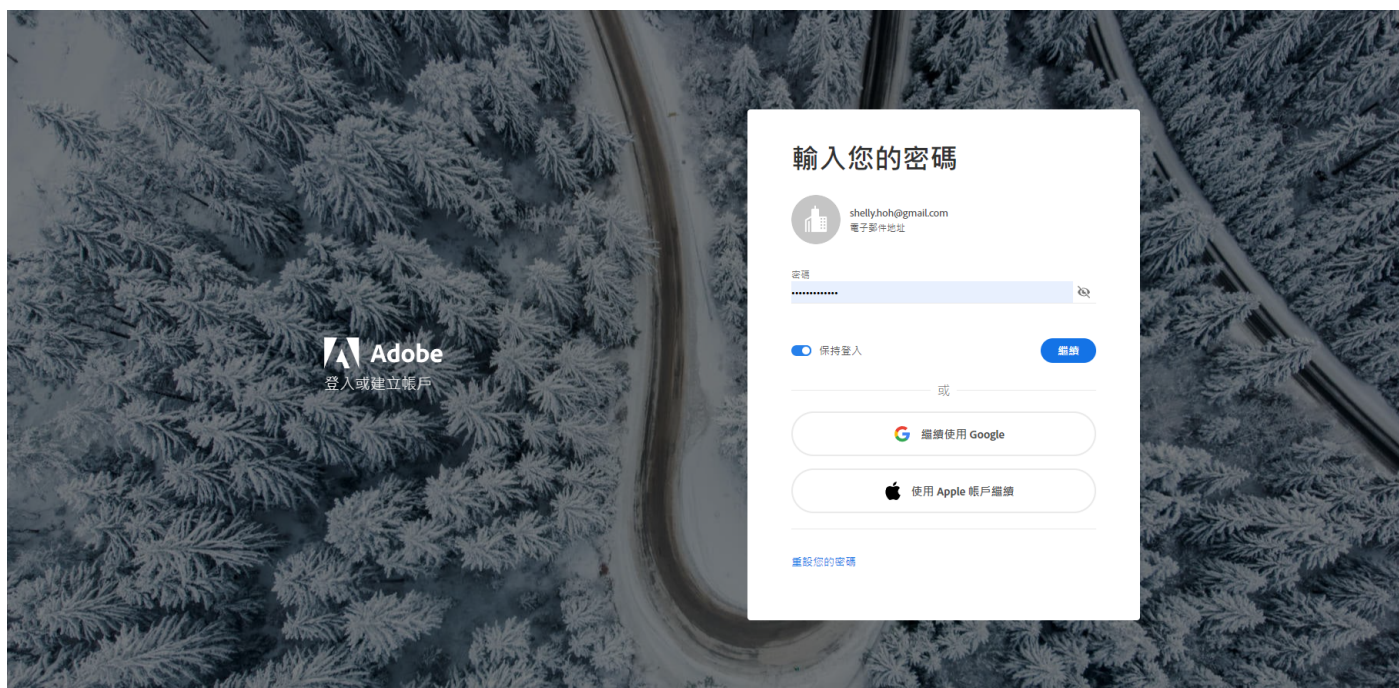 Adobe
登入或建立帳戶
輸入您的密碼
shelly.hoh@gmail.com
電子郵件地址
密碼
•••••••••••••
保持登入
繼續
或
繼續使用 Google
使用 Apple 帳戶繼續
重設您的密碼